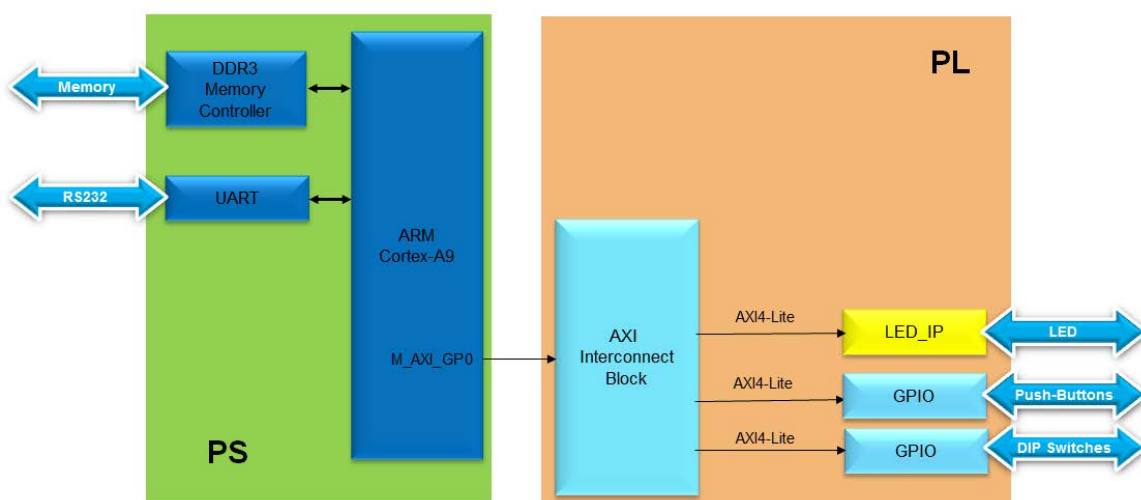 PL
DDR3
Memory
Controller
Memory
RS232
UART
ARM
Cortex-A9
M_AXI_GP0
AXI
Interconnect
Block
AXI4-Lite
LED_IP
LED
AXI4-Lite
GPIO
Push-Buttons
AXI4-Lite
GPIO
DIP Switches
PS